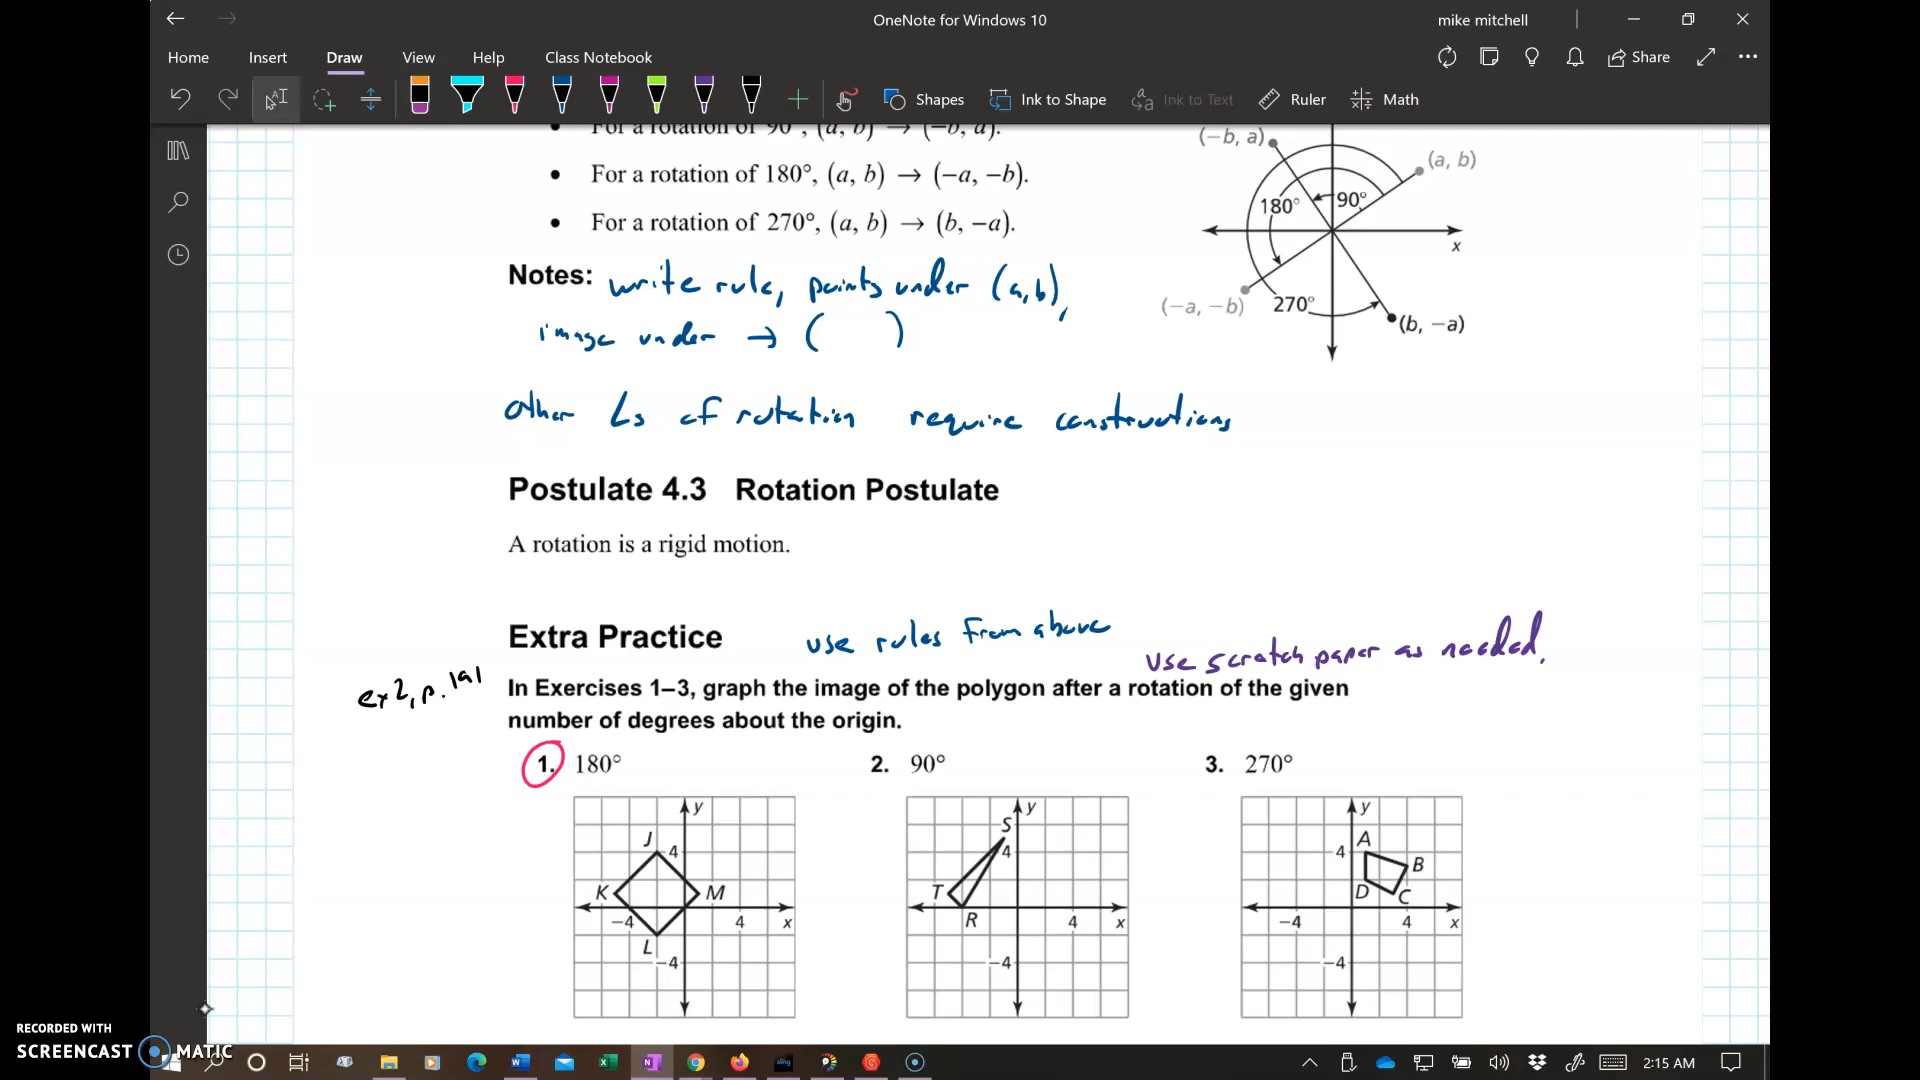 OneNote for Windows 10
mike mitchell
Home Insert Draw View Help Class Notebook
Share
Shapes Ink to Shape Ink to Text Ruler Math
• For a rotation of 90°, (a, b) → (−b, a).
• For a rotation of 180°, (a, b) → (−a, −b).
• For a rotation of 270°, (a, b) → (b, −a).
(−b, a)
(a, b)
180° 90°
x
(−a, −b) 270°
(b, −a)
Notes: write rule, points under (a,b),
image under → ( )
other ∠s of rotation require constructions
Postulate 4.3 Rotation Postulate
A rotation is a rigid motion.
Extra Practice use rules from above
use scratch paper as needed.
ex2, p. 191
In Exercises 1–3, graph the image of the polygon after a rotation of the given
number of degrees about the origin.
1. 180° 2. 90° 3. 270°
y
J 4
K M
−4 4 x
L
−4
y
S
4
T
R 4 x
−4
y
A
4 B
D C
−4 4 x
−4
RECORDED WITH
SCREENCAST MATIC
2:15 AM